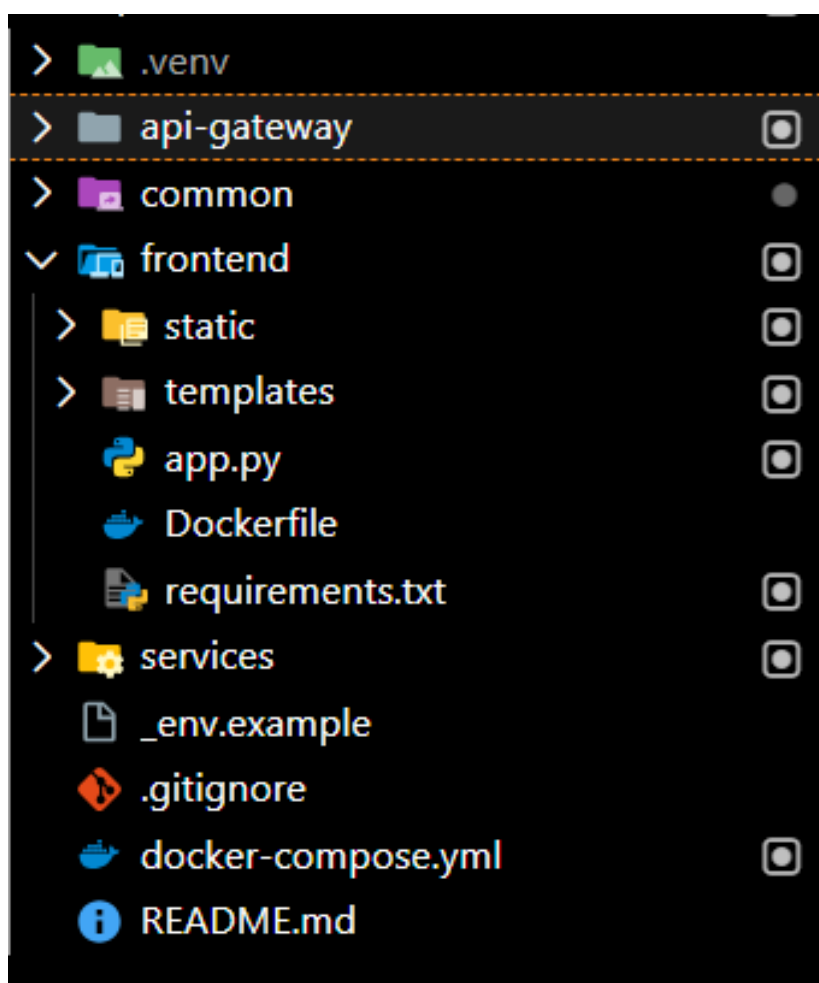 .venv
api-gateway
common
frontend
static
templates
app.py
Dockerfile
requirements.txt
services
_env.example
.gitignore
docker-compose.yml
README.md